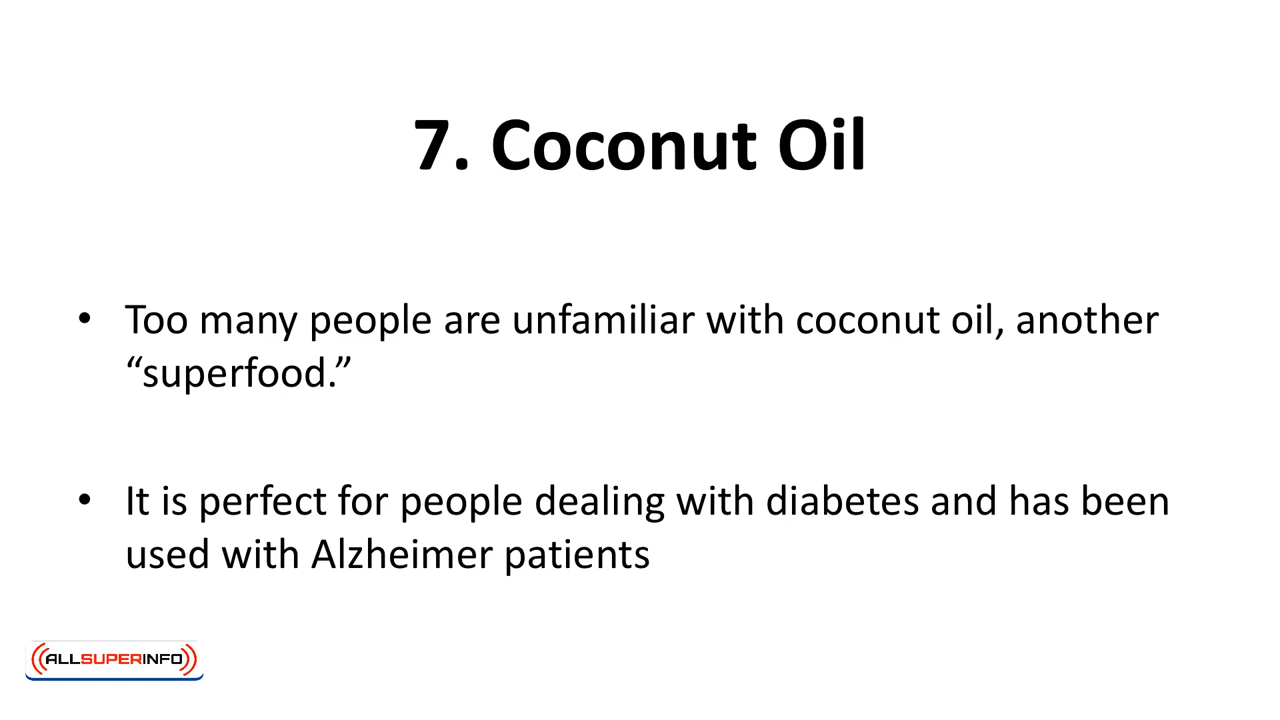 7. Coconut Oil
• Too many people are unfamiliar with coconut oil, another
“superfood.”
• It is perfect for people dealing with diabetes and has been
used with Alzheimer patients
ALLSUPERINFO